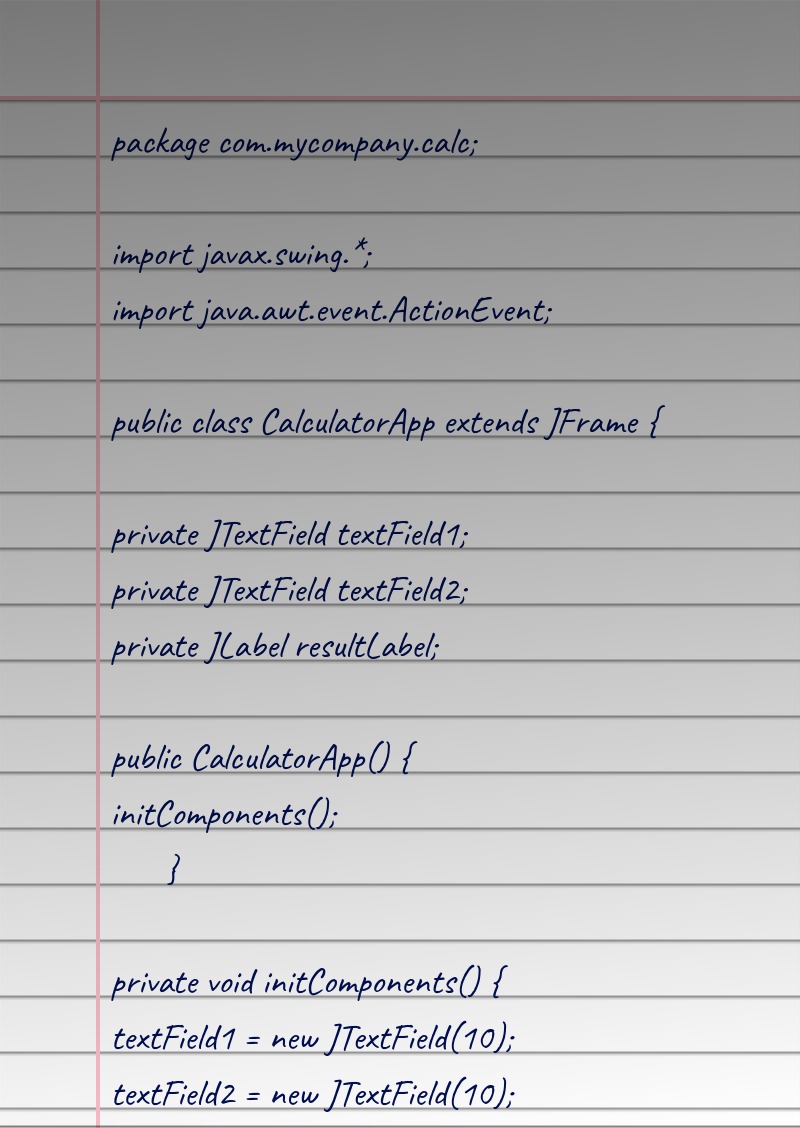 package com.mycompany.calc;
import javax.swing.*;
import java.awt.event.ActionEvent;
public class CalculatorApp extends JFrame {
private JTextField textField1;
private JTextField textField2;
private JLabel resultLabel;
public CalculatorApp() {
initComponents();
}
private void initComponents() {
textField1 = new JTextField(10);
textField2 = new JTextField(10);